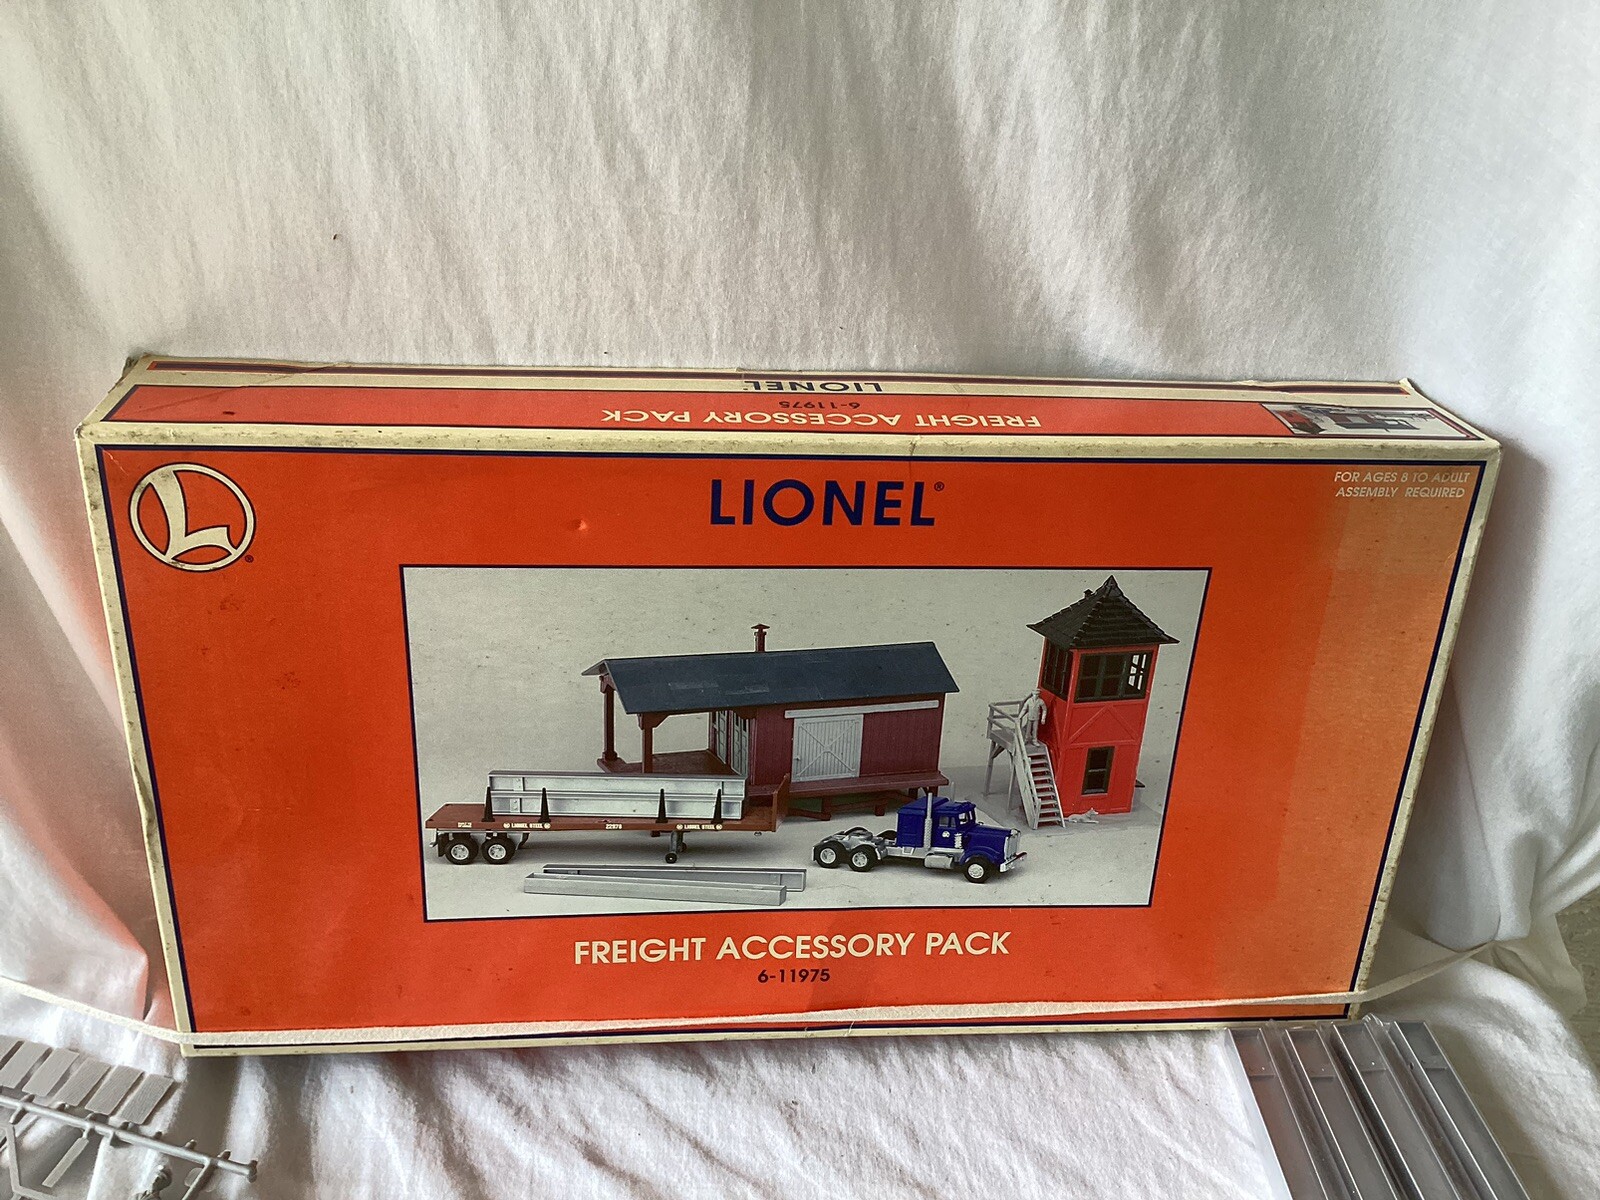 LIONEL
6-11975
FREIGHT ACCESSORY PACK
L
®
LIONEL®
FOR AGES 8 TO ADULT
ASSEMBLY REQUIRED
LIONEL STEEL
22978
LIONEL STEEL
FREIGHT ACCESSORY PACK
6-11975